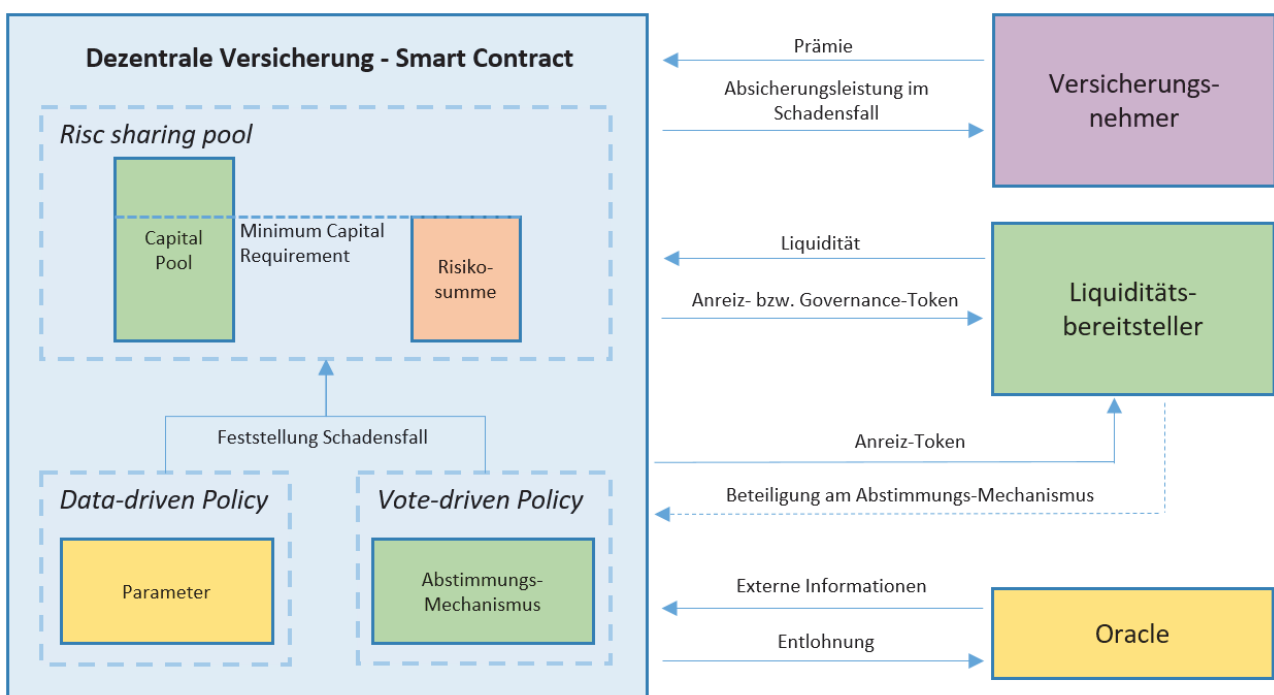 Dezentrale Versicherung - Smart Contract
Risc sharing pool
Capital
Pool
Minimum Capital
Requirement
Risiko-
summe
Feststellung Schadensfall
Data-driven Policy
Parameter
Vote-driven Policy
Abstimmungs-
Mechanismus
Prämie
Absicherungsleistung im
Schadensfall
Versicherungs-
nehmer
Liquidität
Anreiz- bzw. Governance-Token
Liquiditäts-
bereitsteller
Anreiz-Token
Beteiligung am Abstimmungs-Mechanismus
Externe Informationen
Entlohnung
Oracle